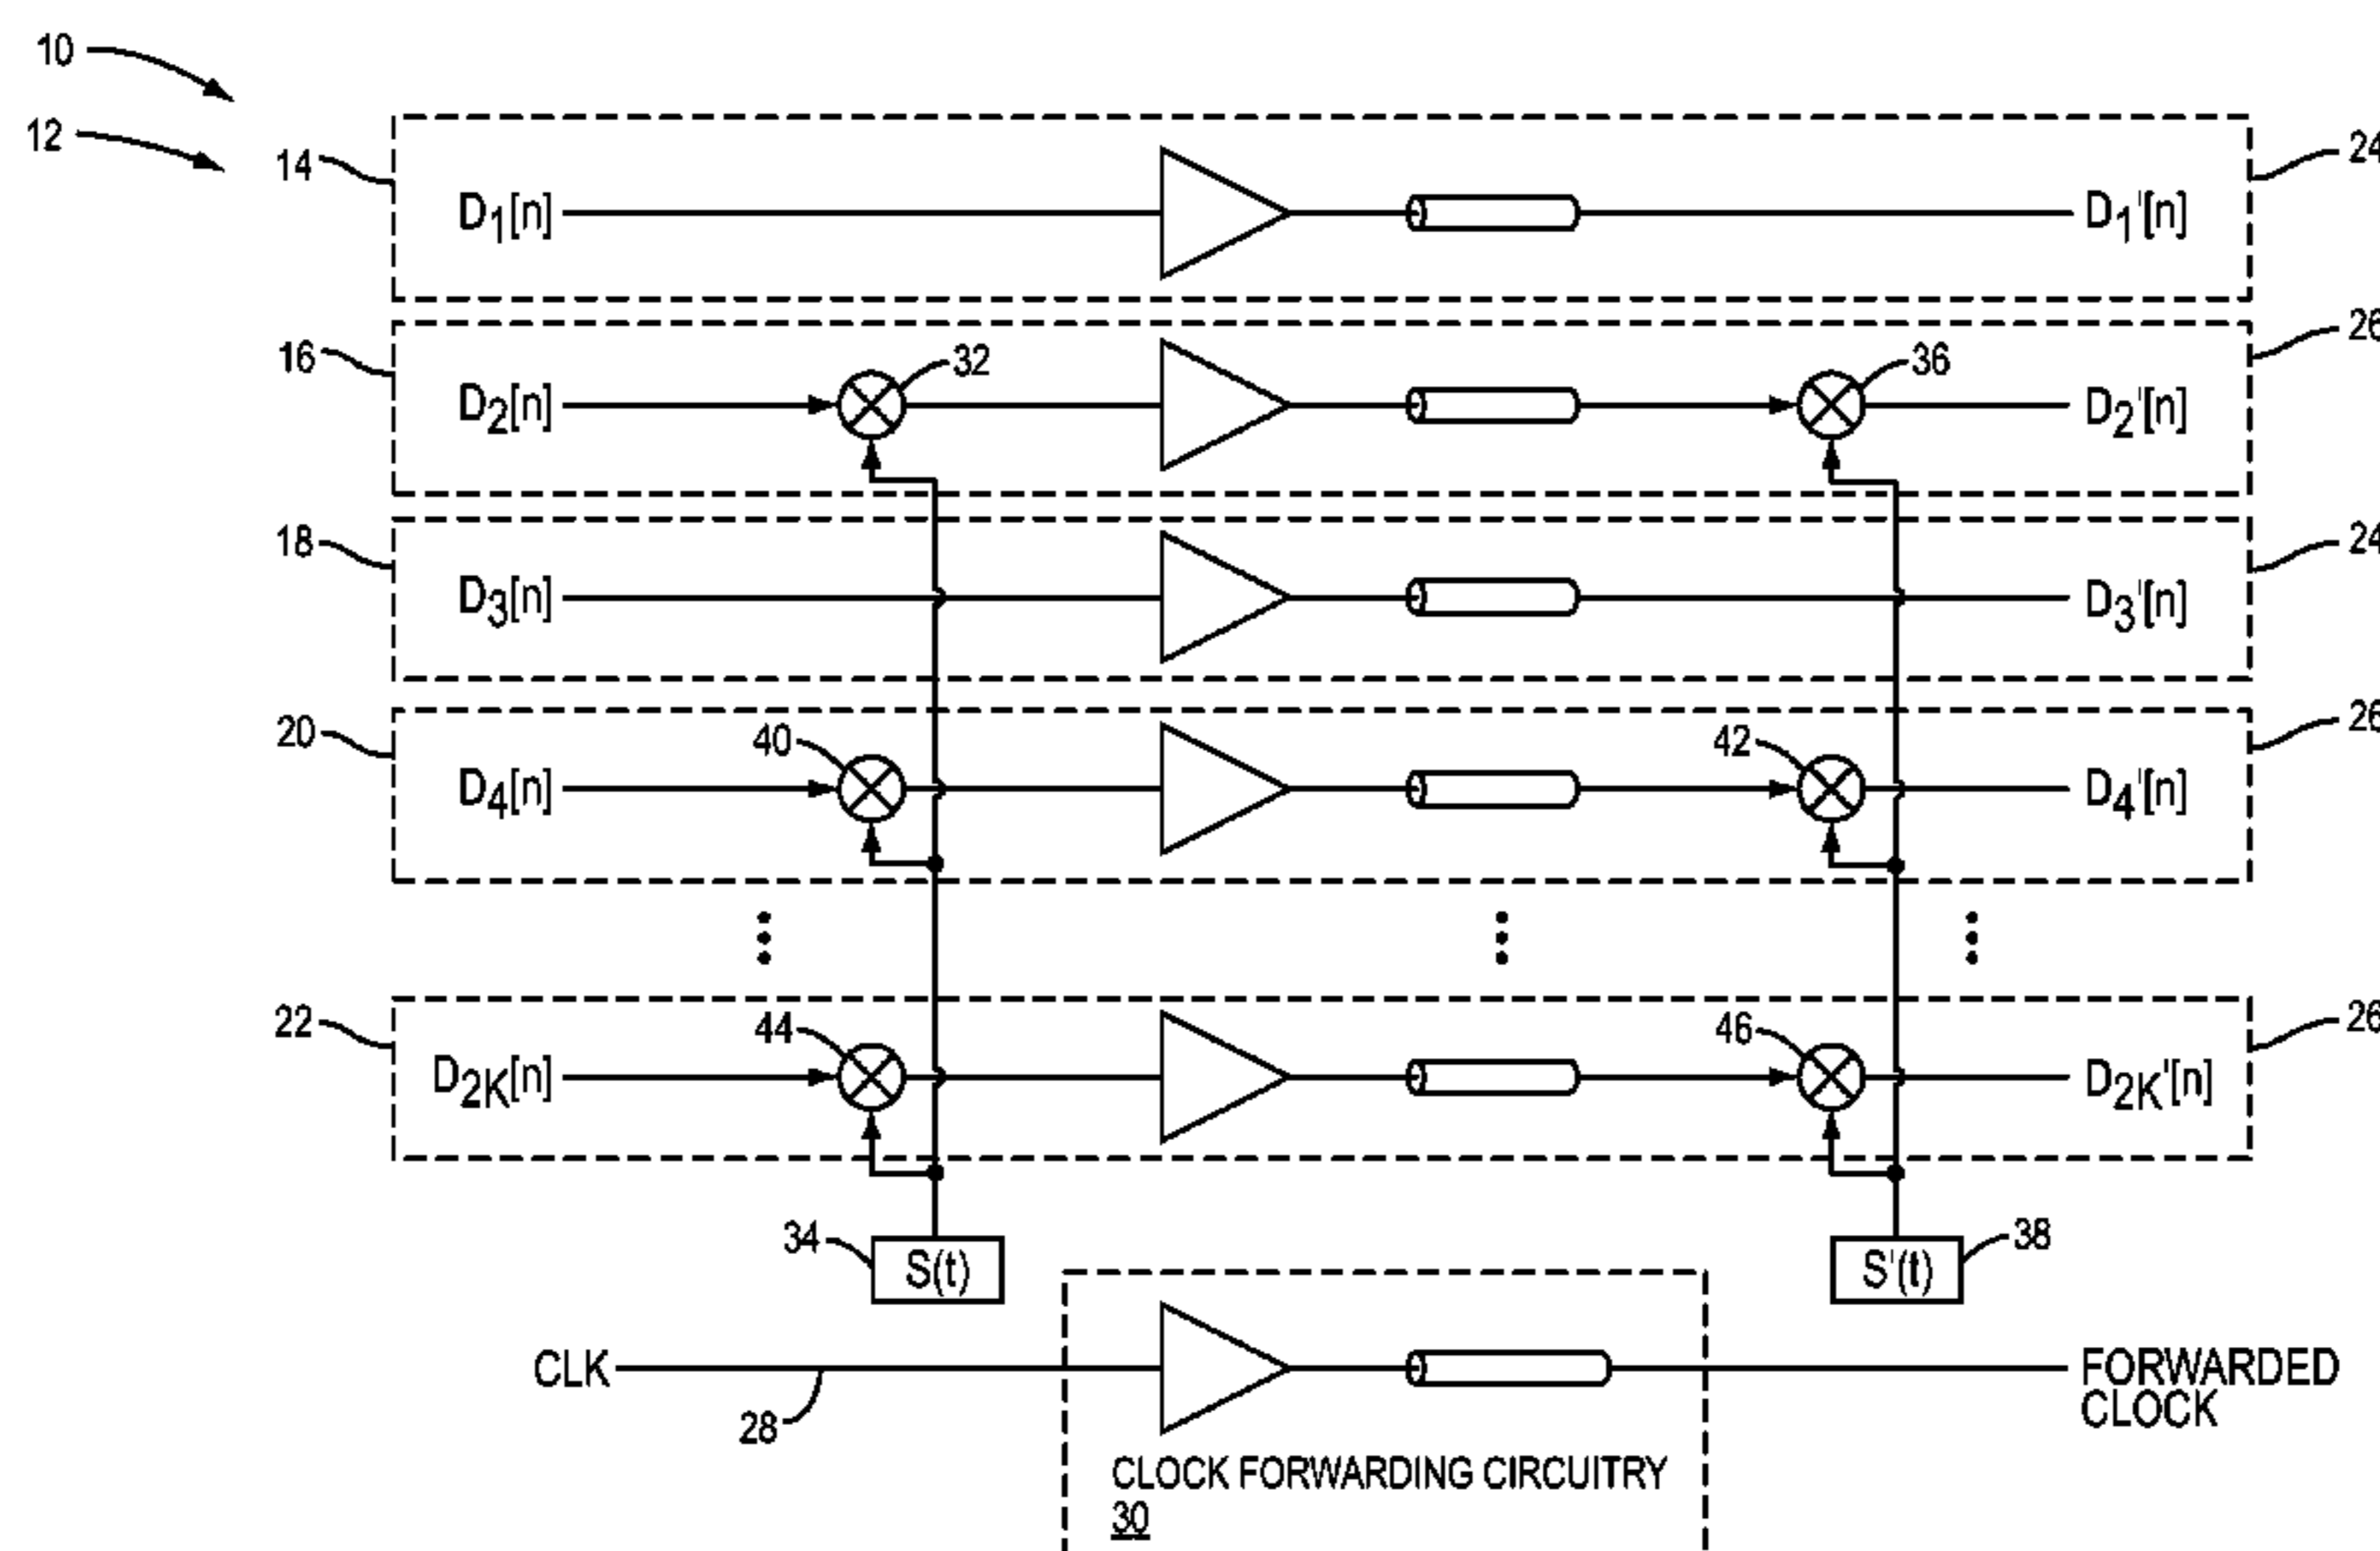 10
12
14
D1[n]
D1'[n]
24
16
D2[n]
32
36
D2'[n]
26
18
D3[n]
D3'[n]
24
20
D4[n]
40
42
D4'[n]
26
22
D2K[n]
44
46
D2K'[n]
26
34
S(t)
S'(t)
38
CLK
28
FORWARDED
CLOCK
CLOCK FORWARDING CIRCUITRY
30